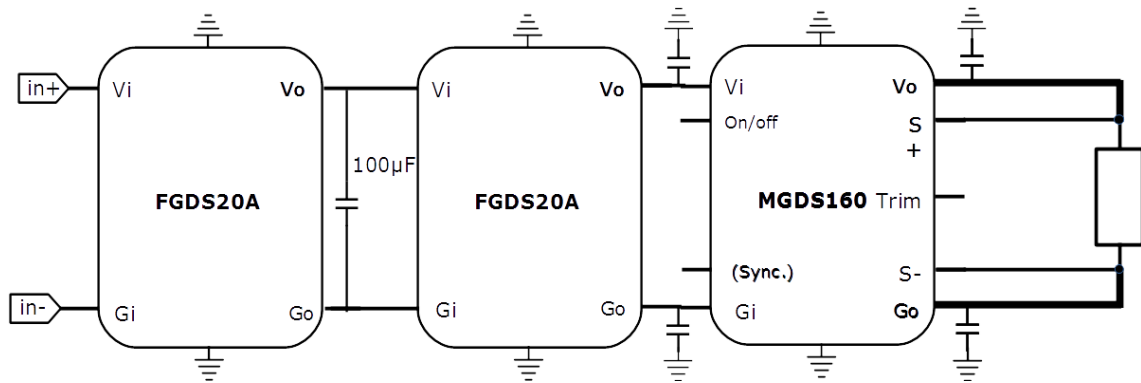 in+
Vi
Vo
100µF
FGDS20A
in-
Gi
Go
Vi
Vo
FGDS20A
Gi
Go
Vi
Vo
On/off
S
+
MGDS160
Trim
(Sync.)
S-
Gi
Go